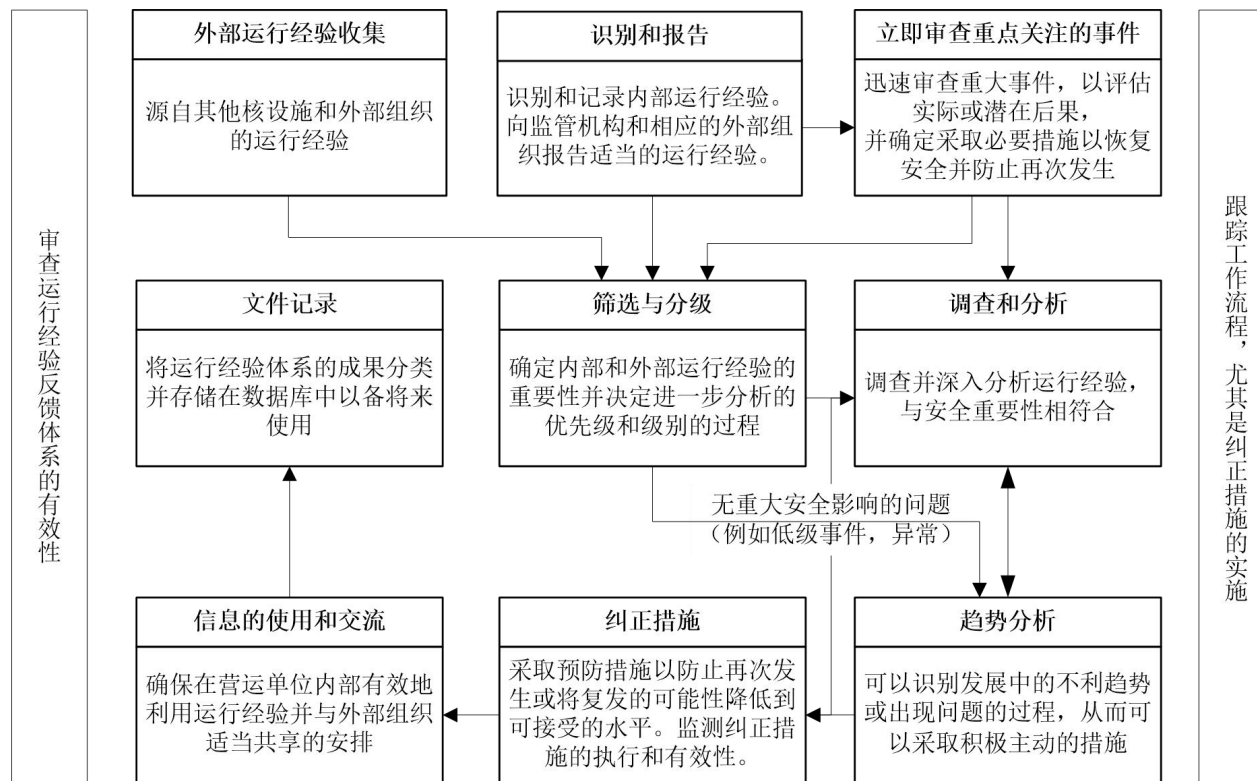 审查运行经验反馈体系的有效性
外部运行经验收集
源自其他核设施和外部组织
的运行经验
识别和报告
识别和记录内部运行经验。
向监管机构和相应的外部组
织报告适当的运行经验。
立即审查重点关注的事件
迅速审查重大事件，以评估
实际或潜在后果，
并确定采取必要措施以恢复
安全并防止再次发生
文件记录
将运行经验体系的成果分类
并存储在数据库中以备将来
使用
筛选与分级
确定内部和外部运行经验的
重要性并决定进一步分析的
优先级和级别的过程
调查和分析
调查并深入分析运行经验，
与安全重要性相符合
无重大安全影响的问题
（例如低级事件，异常）
信息的使用和交流
确保在营运单位内部有效地
利用运行经验并与外部组织
适当共享的安排
纠正措施
采取预防措施以防止再次发
生或将复发的可能性降低到
可接受的水平。监测纠正措
施的执行和有效性。
趋势分析
可以识别发展中的不利趋势
或出现问题的过程，从而可
以采取积极主动的措施
跟踪工作流程，尤其是纠正措施的实施